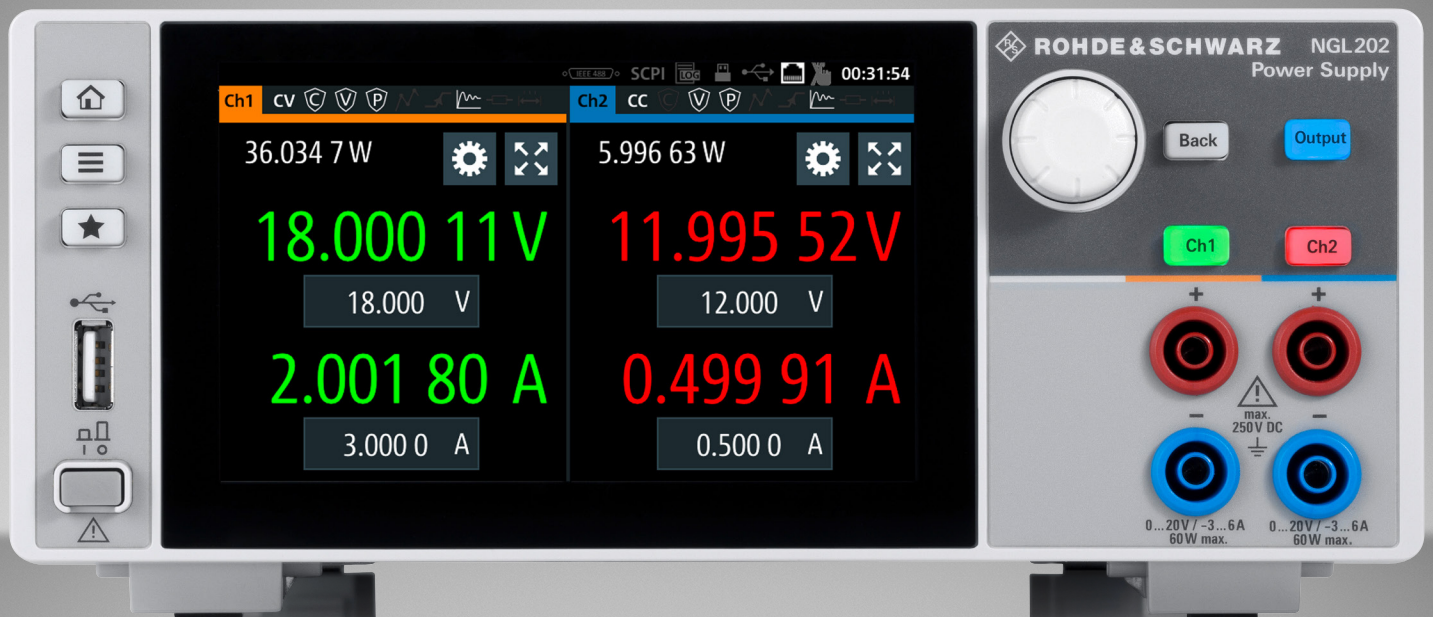 ROHDE&SCHWARZ NGL202
Power Supply
IEEE 488 SCPI LOG 00:31:54
Ch1 CV C V P
Ch2 CC C V P
36.034 7 W
5.996 63 W
18.000 11 V
11.995 52 V
18.000 V
12.000 V
2.001 80 A
0.499 91 A
3.000 0 A
0.500 0 A
Back
Output
Ch1
Ch2
+ +
max.
250V DC
− −
0...20V / -3...6A
60W max.
0...20V / -3...6A
60W max.
I O